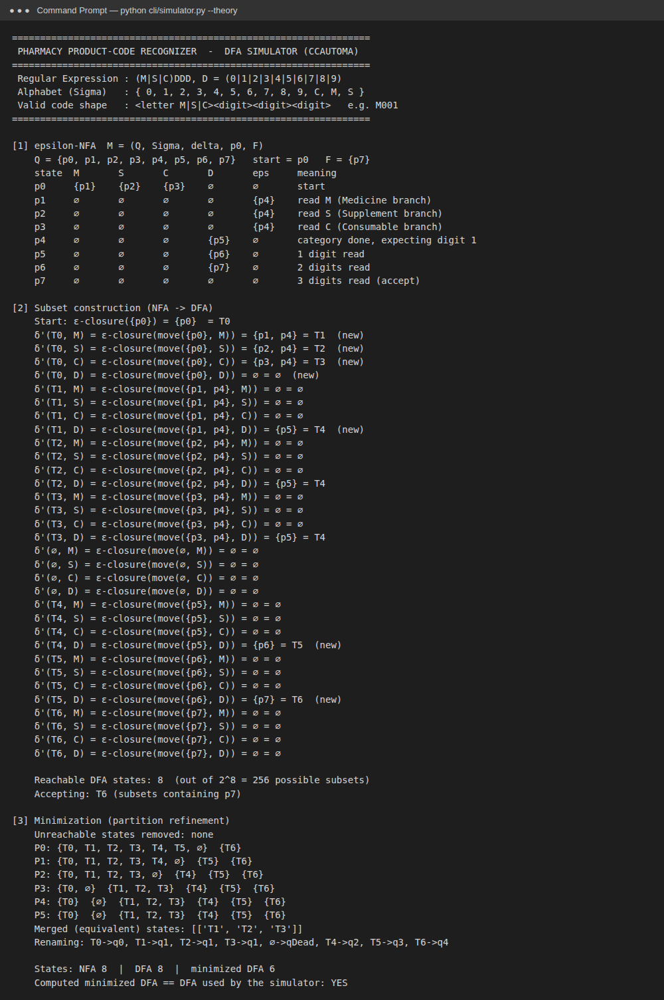 Command Prompt — python cli/simulator.py --theory
================================================================
PHARMACY PRODUCT-CODE RECOGNIZER  -  DFA SIMULATOR (CCAUTOMA)
================================================================
Regular Expression : (M|S|C)DDD, D = (0|1|2|3|4|5|6|7|8|9)
Alphabet (Sigma)   : { 0, 1, 2, 3, 4, 5, 6, 7, 8, 9, C, M, S }
Valid code shape   : <letter M|S|C><digit><digit><digit>   e.g. M001
================================================================
[1] epsilon-NFA  M = (Q, Sigma, delta, p0, F)
Q = {p0, p1, p2, p3, p4, p5, p6, p7}   start = p0   F = {p7}
state  M       S       C       D       eps     meaning
p0     {p1}    {p2}    {p3}    ∅       ∅       start
p1     ∅       ∅       ∅       ∅       {p4}    read M (Medicine branch)
p2     ∅       ∅       ∅       ∅       {p4}    read S (Supplement branch)
p3     ∅       ∅       ∅       ∅       {p4}    read C (Consumable branch)
p4     ∅       ∅       ∅       {p5}    ∅       category done, expecting digit 1
p5     ∅       ∅       ∅       {p6}    ∅       1 digit read
p6     ∅       ∅       ∅       {p7}    ∅       2 digits read
p7     ∅       ∅       ∅       ∅       ∅       3 digits read (accept)
[2] Subset construction (NFA -> DFA)
Start: ε-closure({p0}) = {p0}  = T0
δ'(T0, M) = ε-closure(move({p0}, M)) = {p1, p4} = T1  (new)
δ'(T0, S) = ε-closure(move({p0}, S)) = {p2, p4} = T2  (new)
δ'(T0, C) = ε-closure(move({p0}, C)) = {p3, p4} = T3  (new)
δ'(T0, D) = ε-closure(move({p0}, D)) = ∅ = ∅  (new)
δ'(T1, M) = ε-closure(move({p1, p4}, M)) = ∅ = ∅
δ'(T1, S) = ε-closure(move({p1, p4}, S)) = ∅ = ∅
δ'(T1, C) = ε-closure(move({p1, p4}, C)) = ∅ = ∅
δ'(T1, D) = ε-closure(move({p1, p4}, D)) = {p5} = T4  (new)
δ'(T2, M) = ε-closure(move({p2, p4}, M)) = ∅ = ∅
δ'(T2, S) = ε-closure(move({p2, p4}, S)) = ∅ = ∅
δ'(T2, C) = ε-closure(move({p2, p4}, C)) = ∅ = ∅
δ'(T2, D) = ε-closure(move({p2, p4}, D)) = {p5} = T4
δ'(T3, M) = ε-closure(move({p3, p4}, M)) = ∅ = ∅
δ'(T3, S) = ε-closure(move({p3, p4}, S)) = ∅ = ∅
δ'(T3, C) = ε-closure(move({p3, p4}, C)) = ∅ = ∅
δ'(T3, D) = ε-closure(move({p3, p4}, D)) = {p5} = T4
δ'(∅, M) = ε-closure(move(∅, M)) = ∅ = ∅
δ'(∅, S) = ε-closure(move(∅, S)) = ∅ = ∅
δ'(∅, C) = ε-closure(move(∅, C)) = ∅ = ∅
δ'(∅, D) = ε-closure(move(∅, D)) = ∅ = ∅
δ'(T4, M) = ε-closure(move({p5}, M)) = ∅ = ∅
δ'(T4, S) = ε-closure(move({p5}, S)) = ∅ = ∅
δ'(T4, C) = ε-closure(move({p5}, C)) = ∅ = ∅
δ'(T4, D) = ε-closure(move({p5}, D)) = {p6} = T5  (new)
δ'(T5, M) = ε-closure(move({p6}, M)) = ∅ = ∅
δ'(T5, S) = ε-closure(move({p6}, S)) = ∅ = ∅
δ'(T5, C) = ε-closure(move({p6}, C)) = ∅ = ∅
δ'(T5, D) = ε-closure(move({p6}, D)) = {p7} = T6  (new)
δ'(T6, M) = ε-closure(move({p7}, M)) = ∅ = ∅
δ'(T6, S) = ε-closure(move({p7}, S)) = ∅ = ∅
δ'(T6, C) = ε-closure(move({p7}, C)) = ∅ = ∅
δ'(T6, D) = ε-closure(move({p7}, D)) = ∅ = ∅
Reachable DFA states: 8  (out of 2^8 = 256 possible subsets)
Accepting: T6 (subsets containing p7)
[3] Minimization (partition refinement)
Unreachable states removed: none
P0: {T0, T1, T2, T3, T4, T5, ∅}  {T6}
P1: {T0, T1, T2, T3, T4, ∅}  {T5}  {T6}
P2: {T0, T1, T2, T3, ∅}  {T4}  {T5}  {T6}
P3: {T0, ∅}  {T1, T2, T3}  {T4}  {T5}  {T6}
P4: {T0}  {∅}  {T1, T2, T3}  {T4}  {T5}  {T6}
P5: {T0}  {∅}  {T1, T2, T3}  {T4}  {T5}  {T6}
Merged (equivalent) states: [['T1', 'T2', 'T3']]
Renaming: T0->q0, T1->q1, T2->q1, T3->q1, ∅->qDead, T4->q2, T5->q3, T6->q4
States: NFA 8  |  DFA 8  |  minimized DFA 6
Computed minimized DFA == DFA used by the simulator: YES